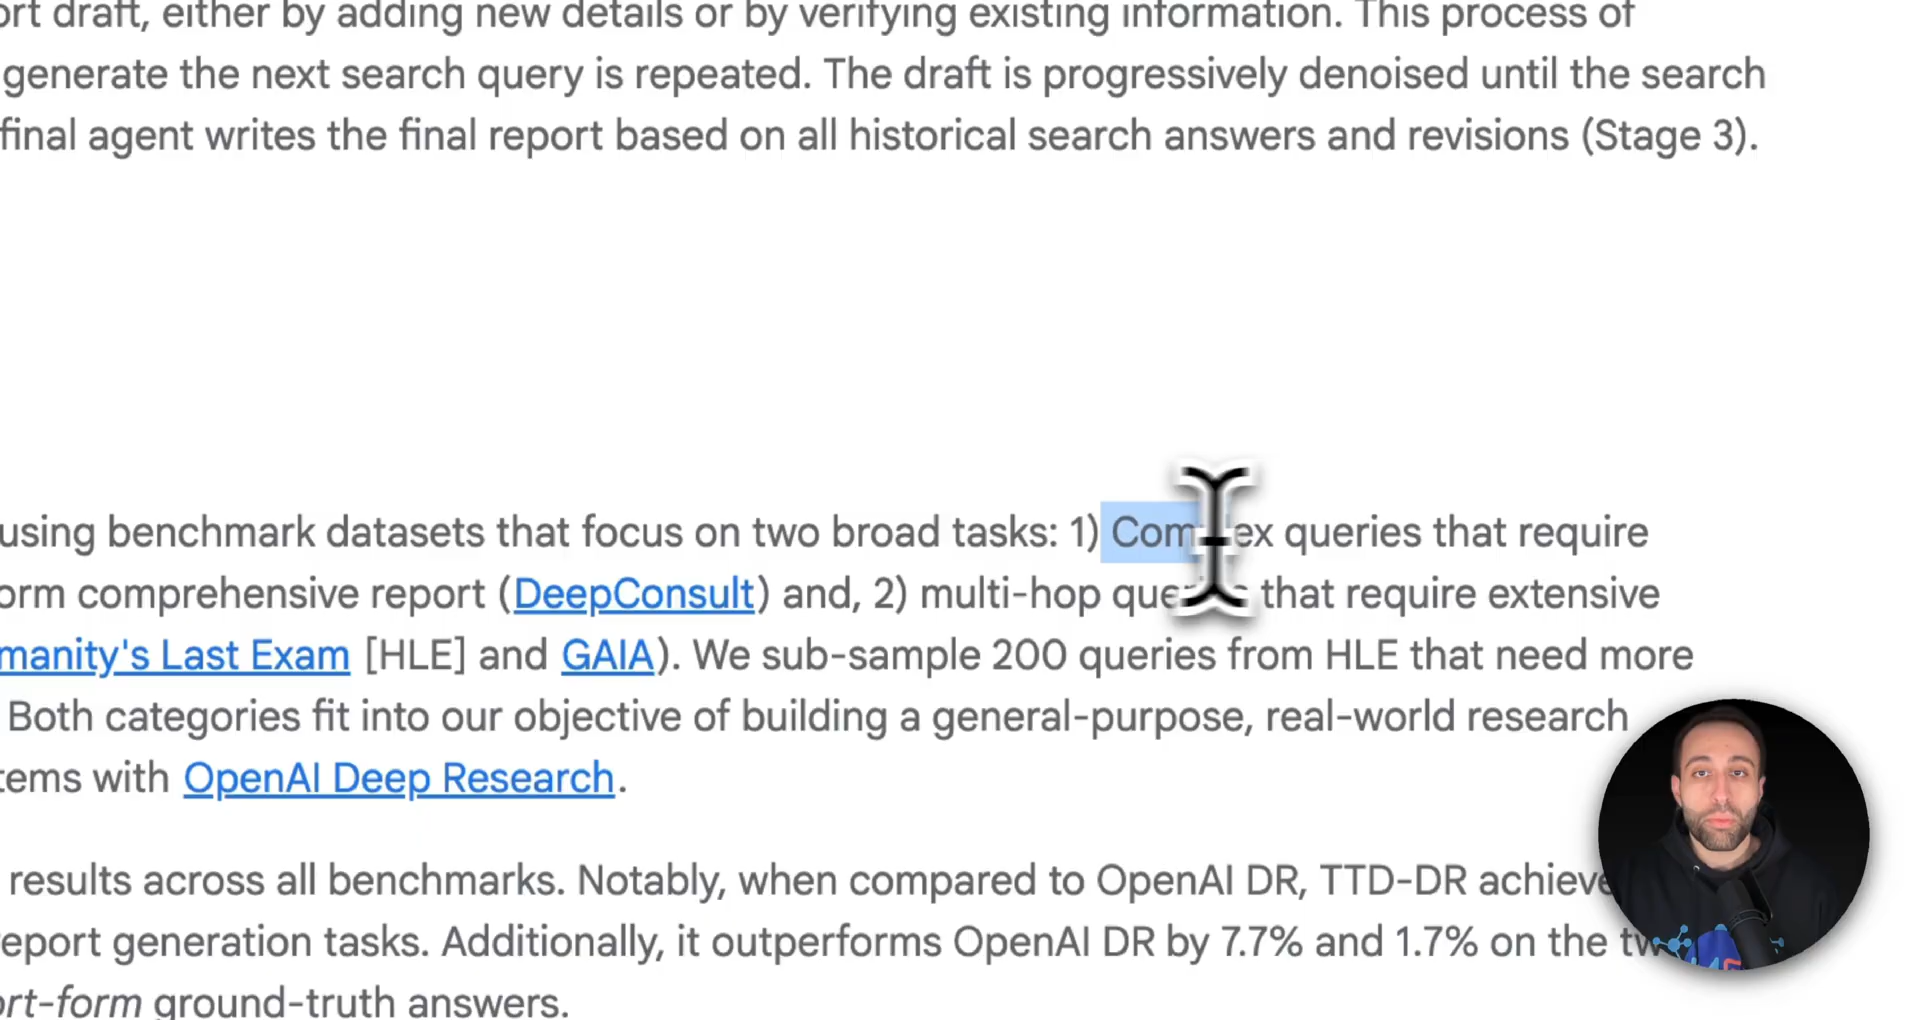 ort draft, either by adding new details or by verifying existing information. This process of
generate the next search query is repeated. The draft is progressively denoised until the search
final agent writes the final report based on all historical search answers and revisions (Stage 3).
using benchmark datasets that focus on two broad tasks: 1) Complex queries that require
orm comprehensive report (DeepConsult) and, 2) multi-hop queries that require extensive
manity's Last Exam [HLE] and GAIA). We sub-sample 200 queries from HLE that need more
Both categories fit into our objective of building a general-purpose, real-world research
tems with OpenAI Deep Research.
results across all benchmarks. Notably, when compared to OpenAI DR, TTD-DR achieve
eport generation tasks. Additionally, it outperforms OpenAI DR by 7.7% and 1.7% on the tw
ort-form ground-truth answers.